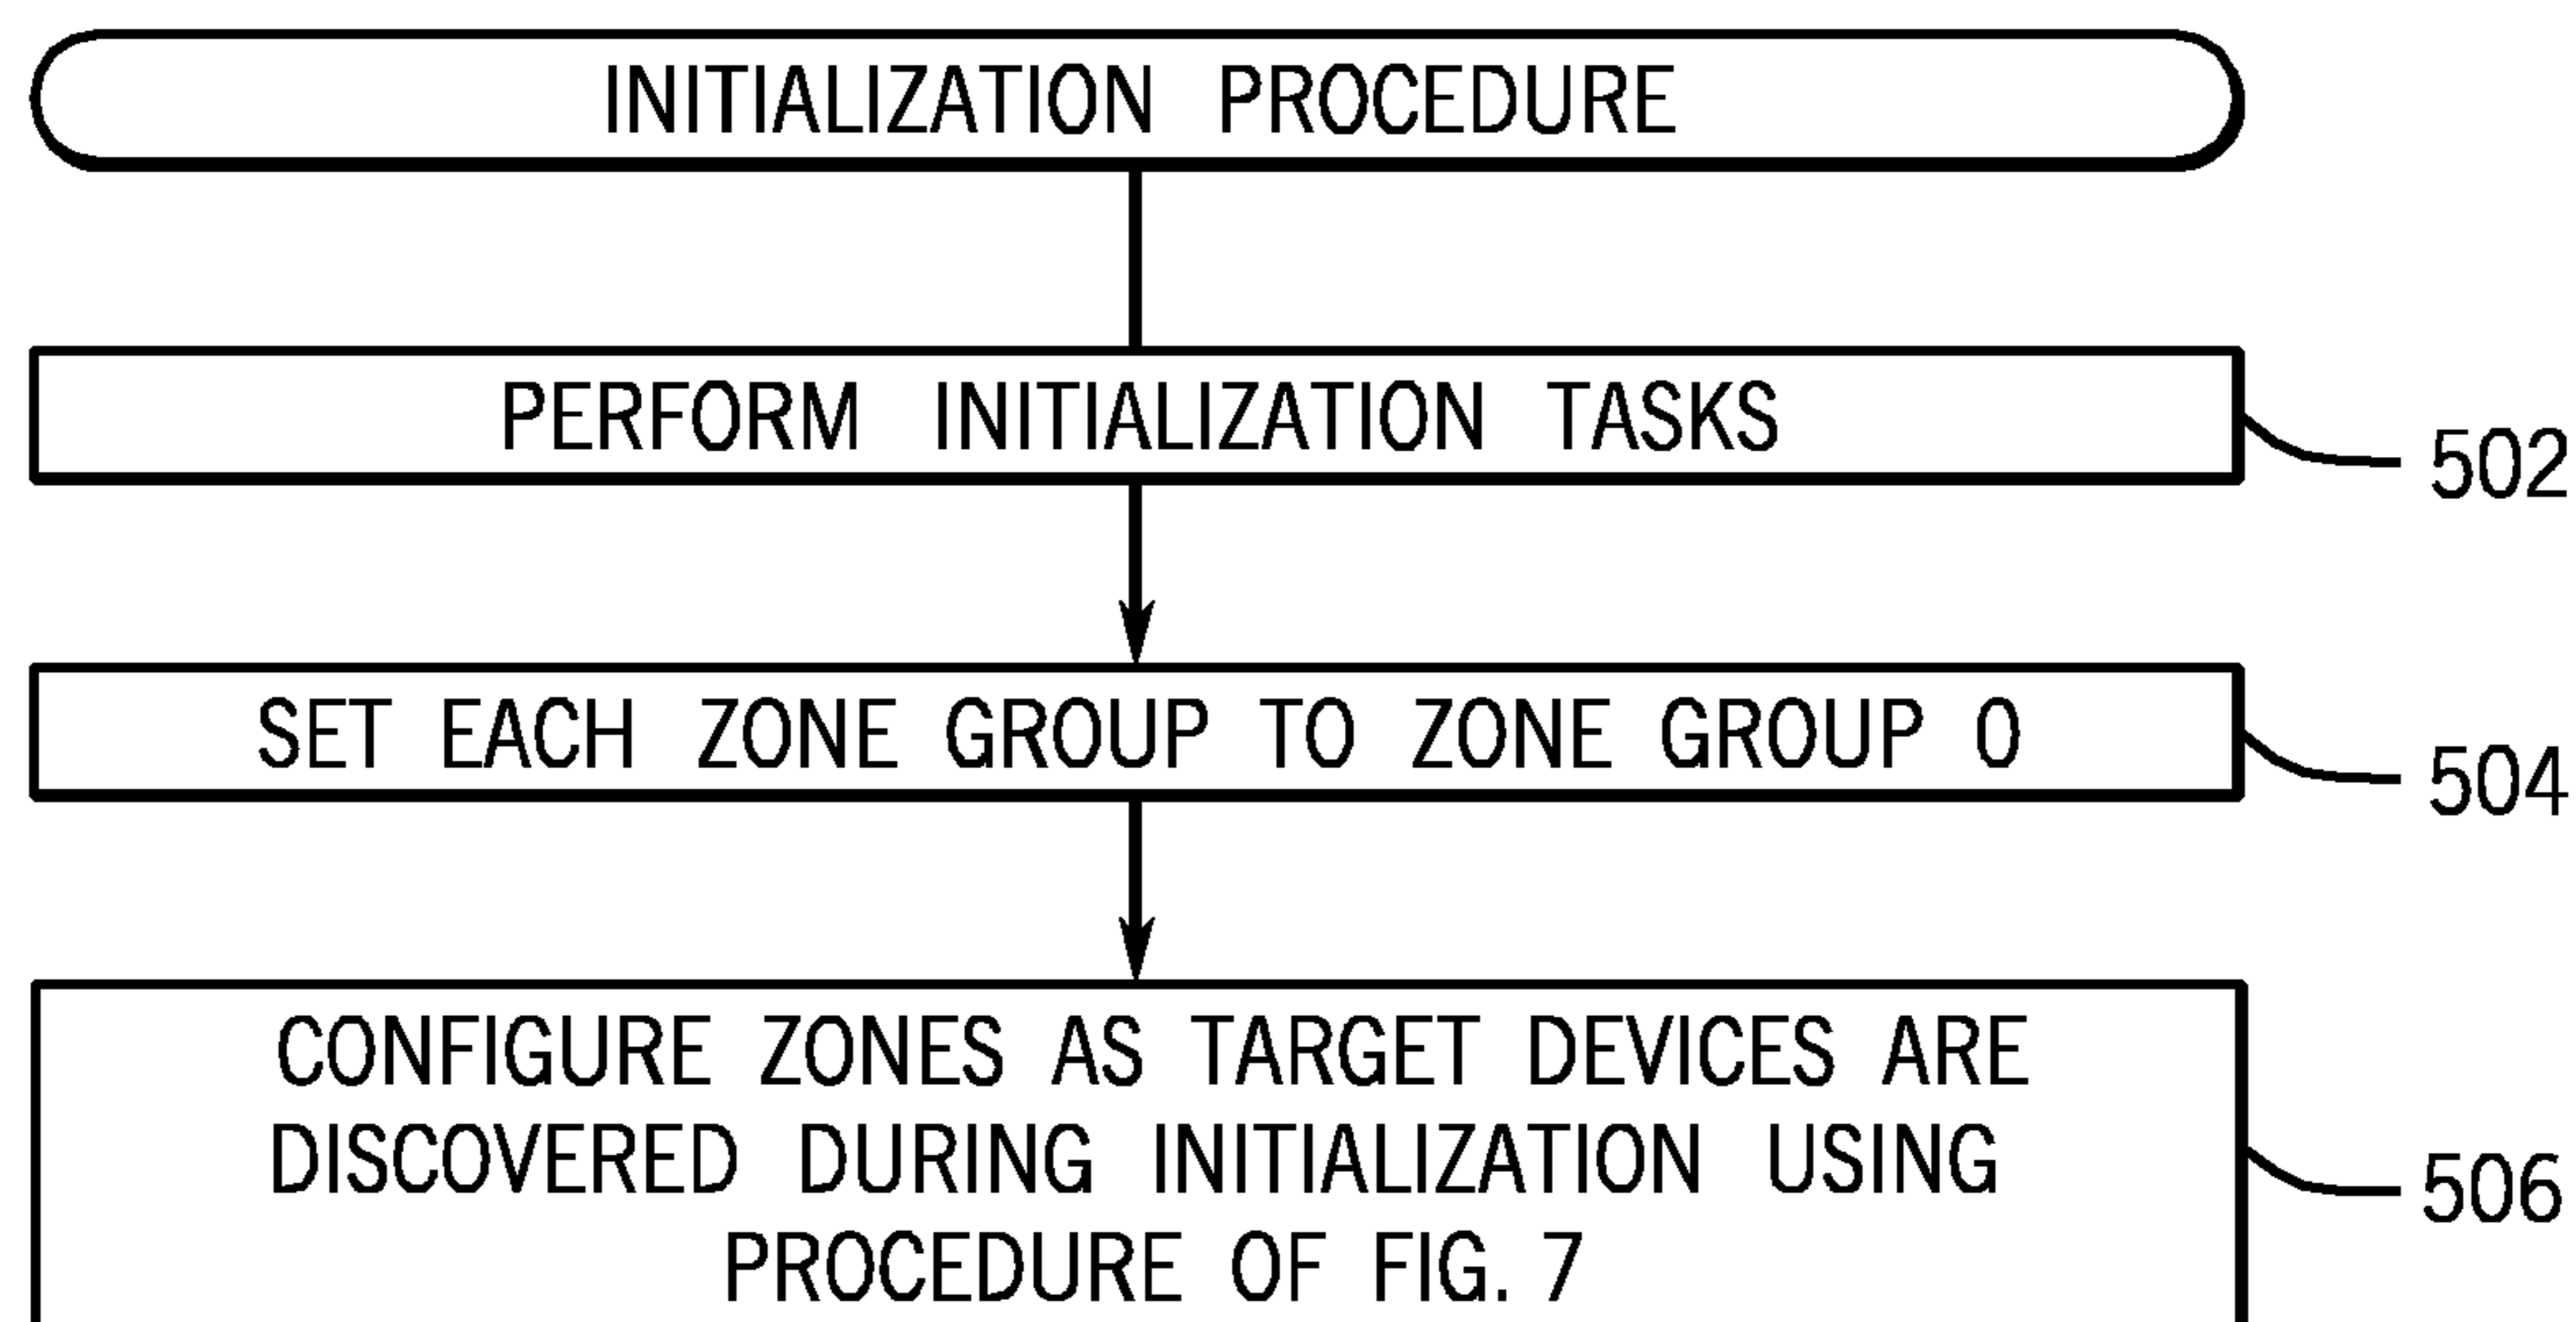 INITIALIZATION PROCEDURE
PERFORM INITIALIZATION TASKS
502
SET EACH ZONE GROUP TO ZONE GROUP 0
504
CONFIGURE ZONES AS TARGET DEVICES ARE
DISCOVERED DURING INITIALIZATION USING
PROCEDURE OF FIG. 7
506